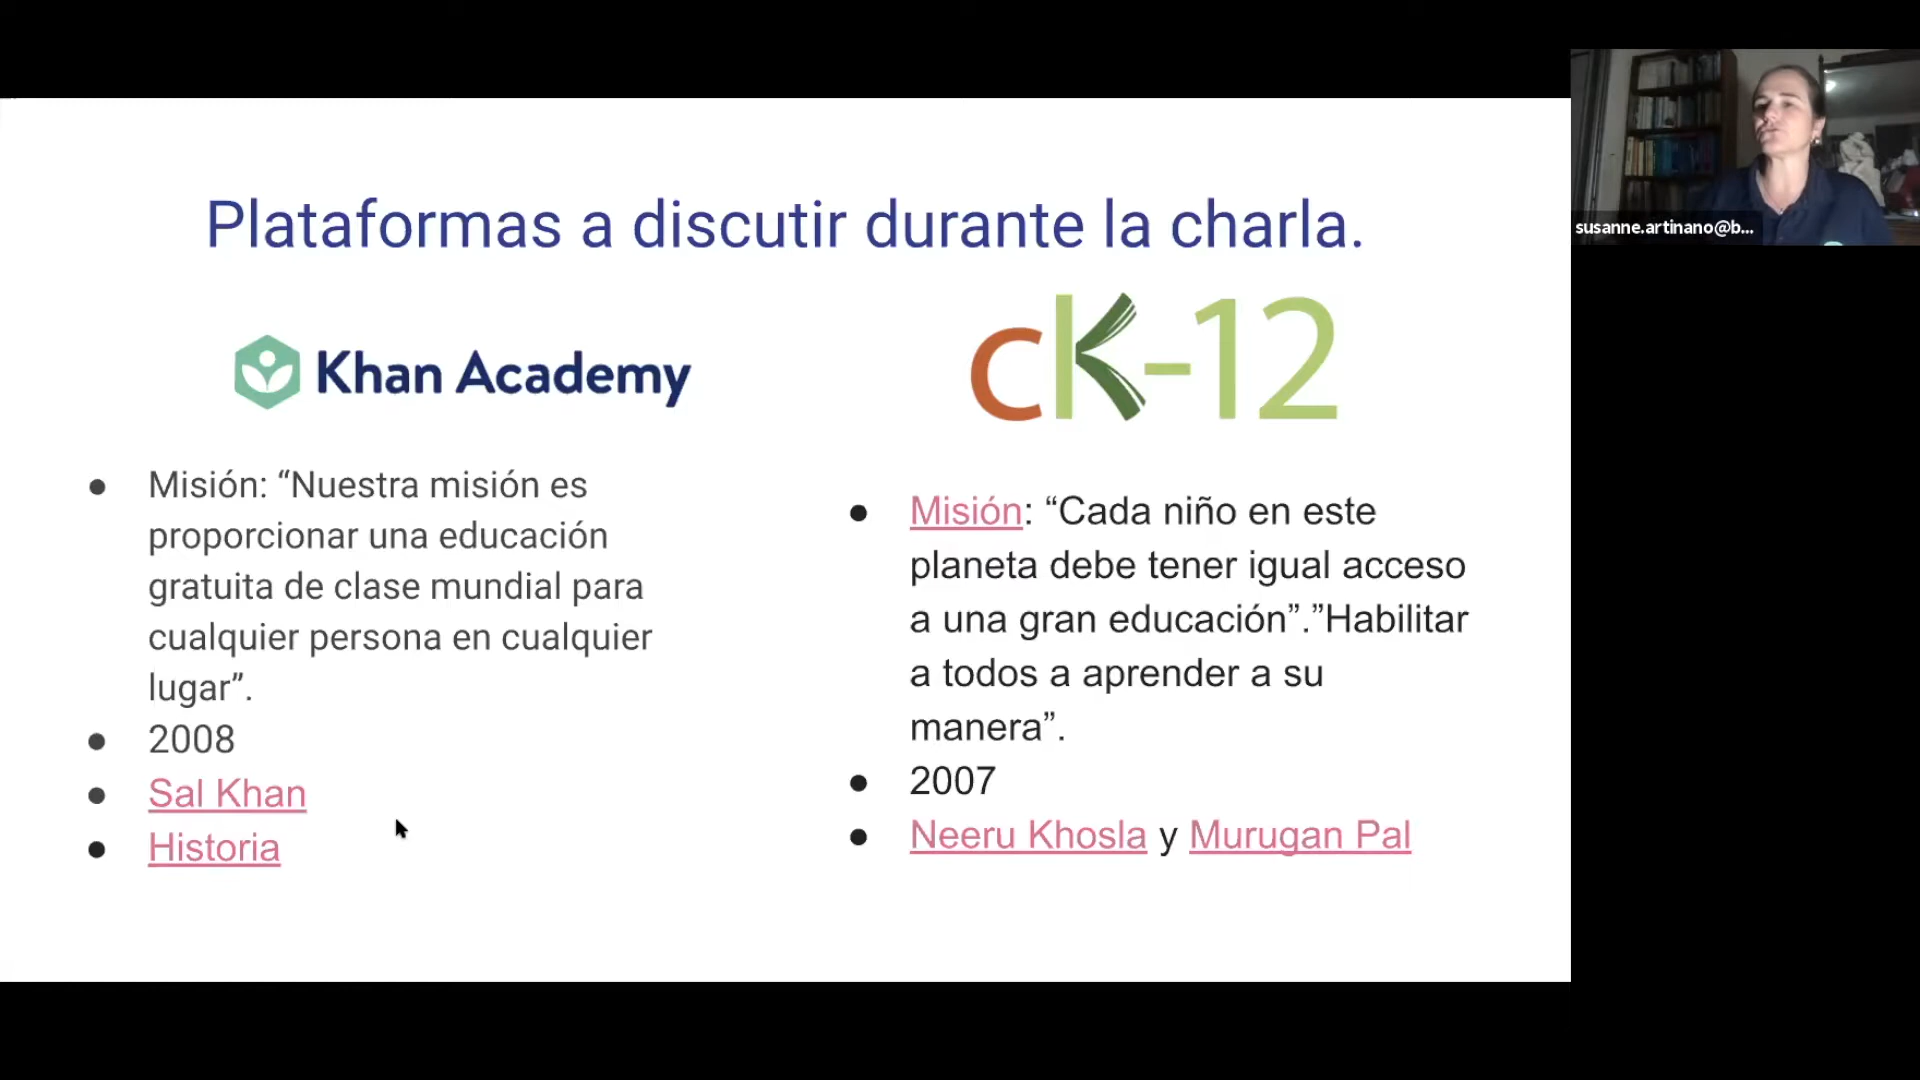 Plataformas a discutir durante la charla.
Khan Academy
● Misión: “Nuestra misión es
proporcionar una educación
gratuita de clase mundial para
cualquier persona en cualquier
lugar”.
● 2008
● Sal Khan
● Historia
cK-12
● Misión: “Cada niño en este
planeta debe tener igual acceso
a una gran educación”.”Habilitar
a todos a aprender a su
manera”.
● 2007
● Neeru Khosla y Murugan Pal
susanne.artinano@b...